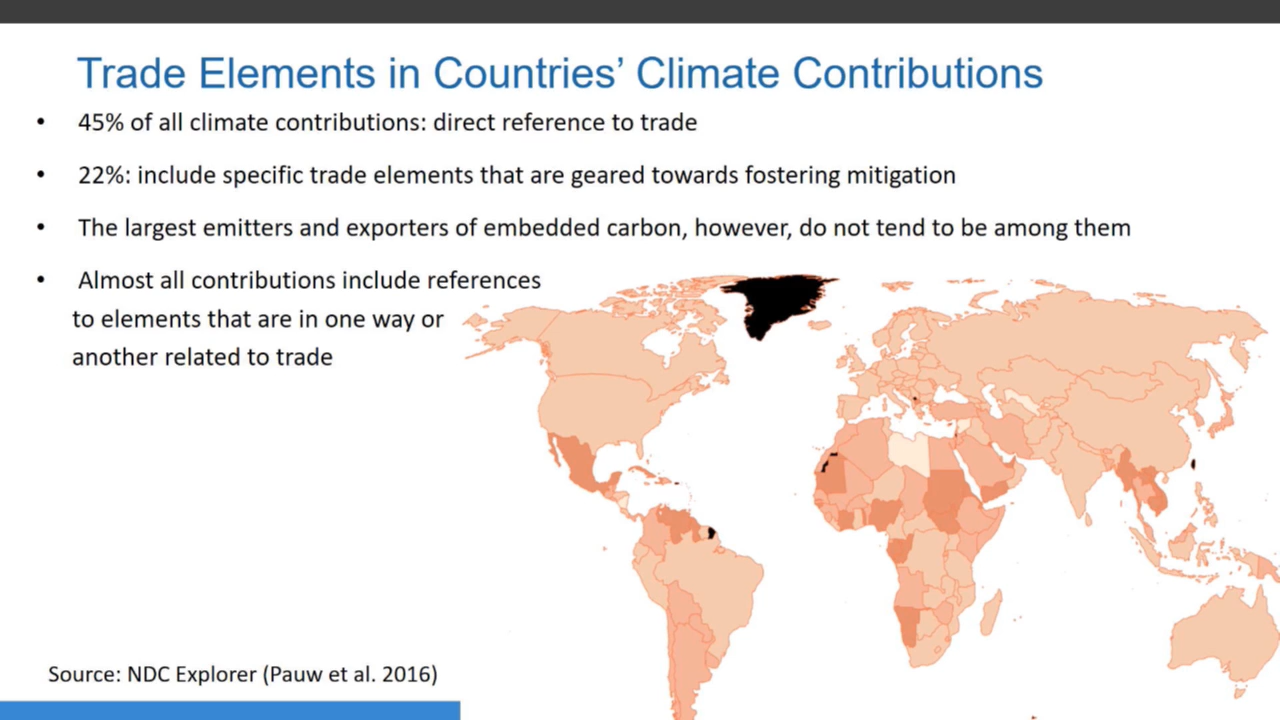 Trade Elements in Countries’ Climate Contributions
• 45% of all climate contributions: direct reference to trade
• 22%: include specific trade elements that are geared towards fostering mitigation
• The largest emitters and exporters of embedded carbon, however, do not tend to be among them
• Almost all contributions include references
to elements that are in one way or
another related to trade
Source: NDC Explorer (Pauw et al. 2016)